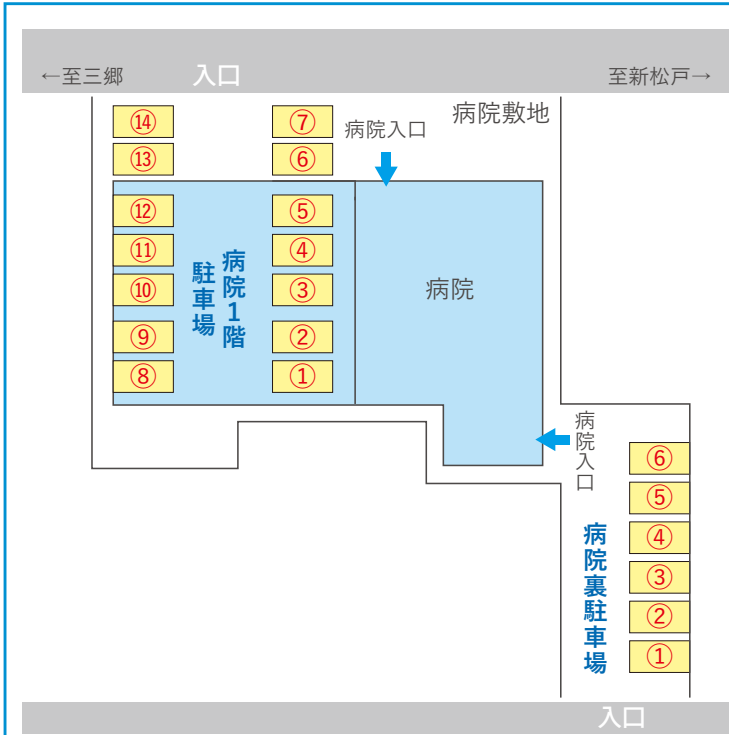 ←至三郷
入口
至新松戸→
病院敷地
病院入口
⑭
⑦
⑬
⑥
⑫
⑤
⑪
④
⑩
③
⑨
②
⑧
①
病院1階
駐車場
病院
病院入口
⑥
⑤
④
③
②
①
病院裏駐車場
入口